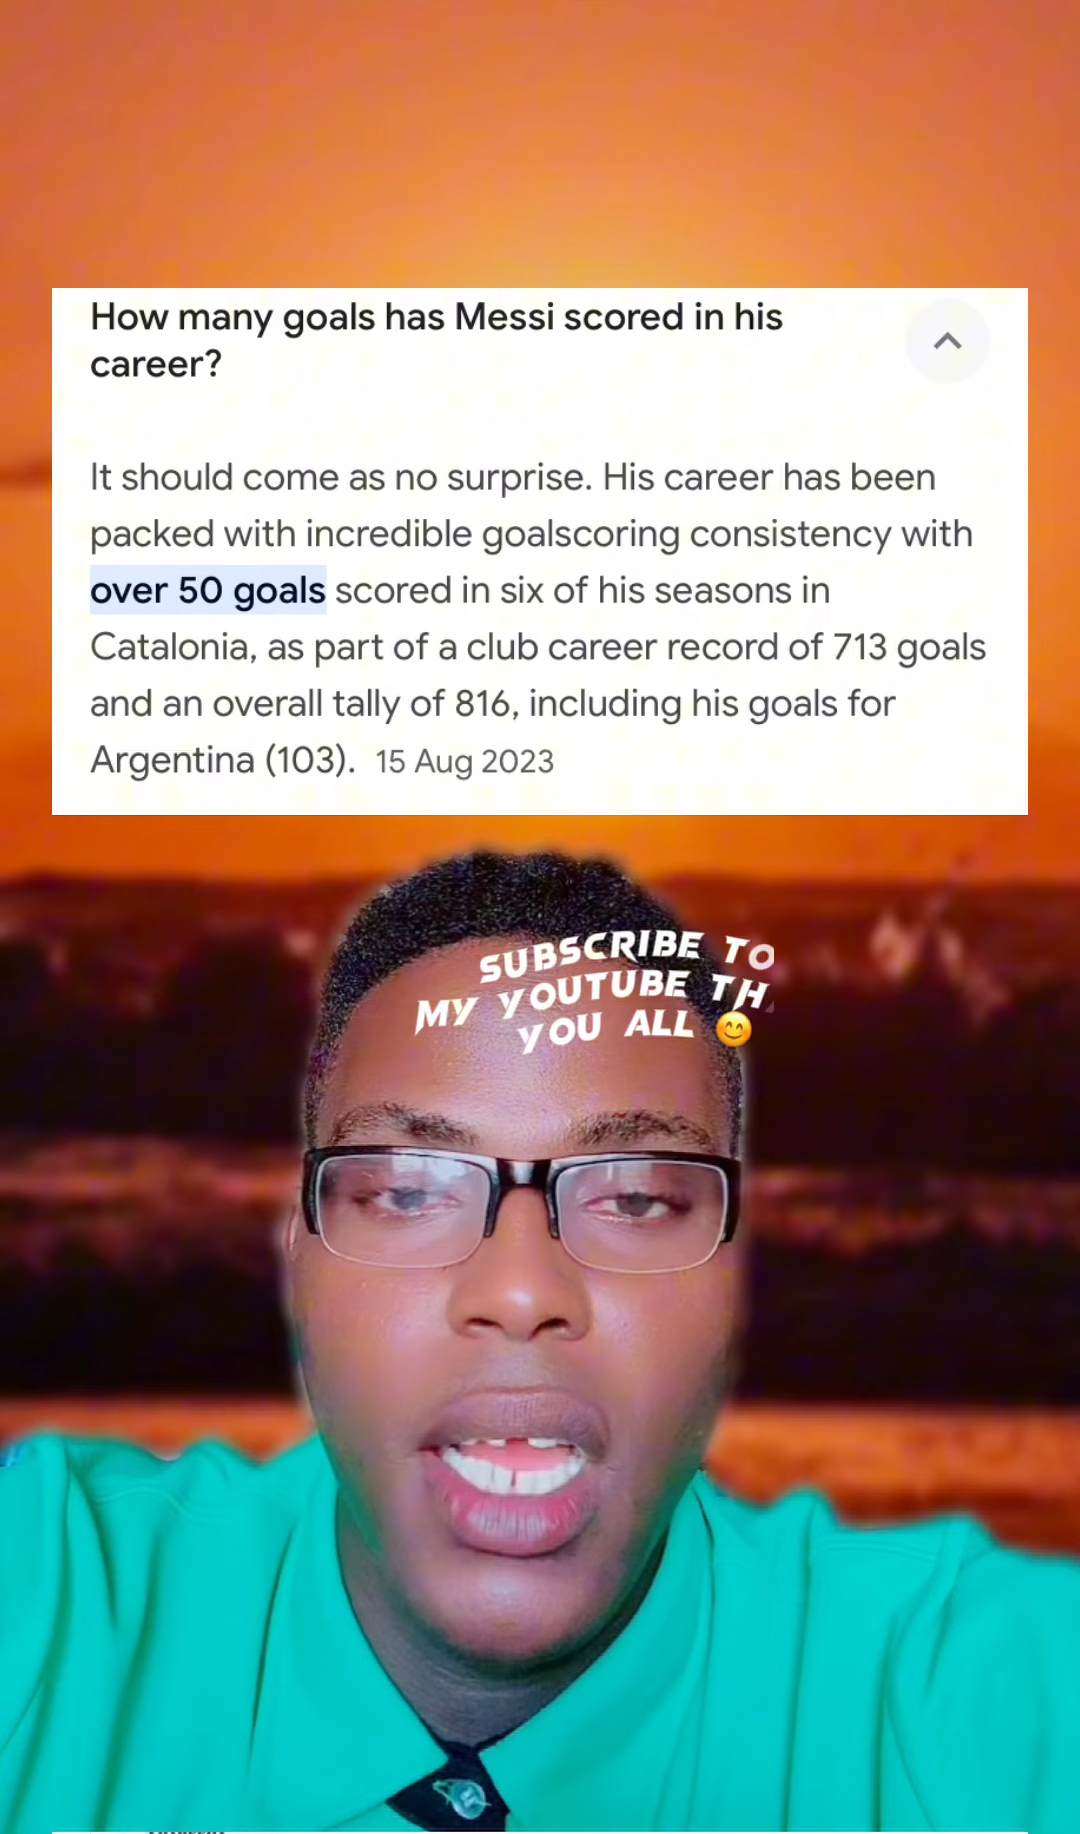 How many goals has Messi scored in his
career?
It should come as no surprise. His career has been
packed with incredible goalscoring consistency with
over 50 goals scored in six of his seasons in
Catalonia, as part of a club career record of 713 goals
and an overall tally of 816, including his goals for
Argentina (103). 15 Aug 2023
SUBSCRIBE TO
MY YOUTUBE TH
YOU ALL 😊